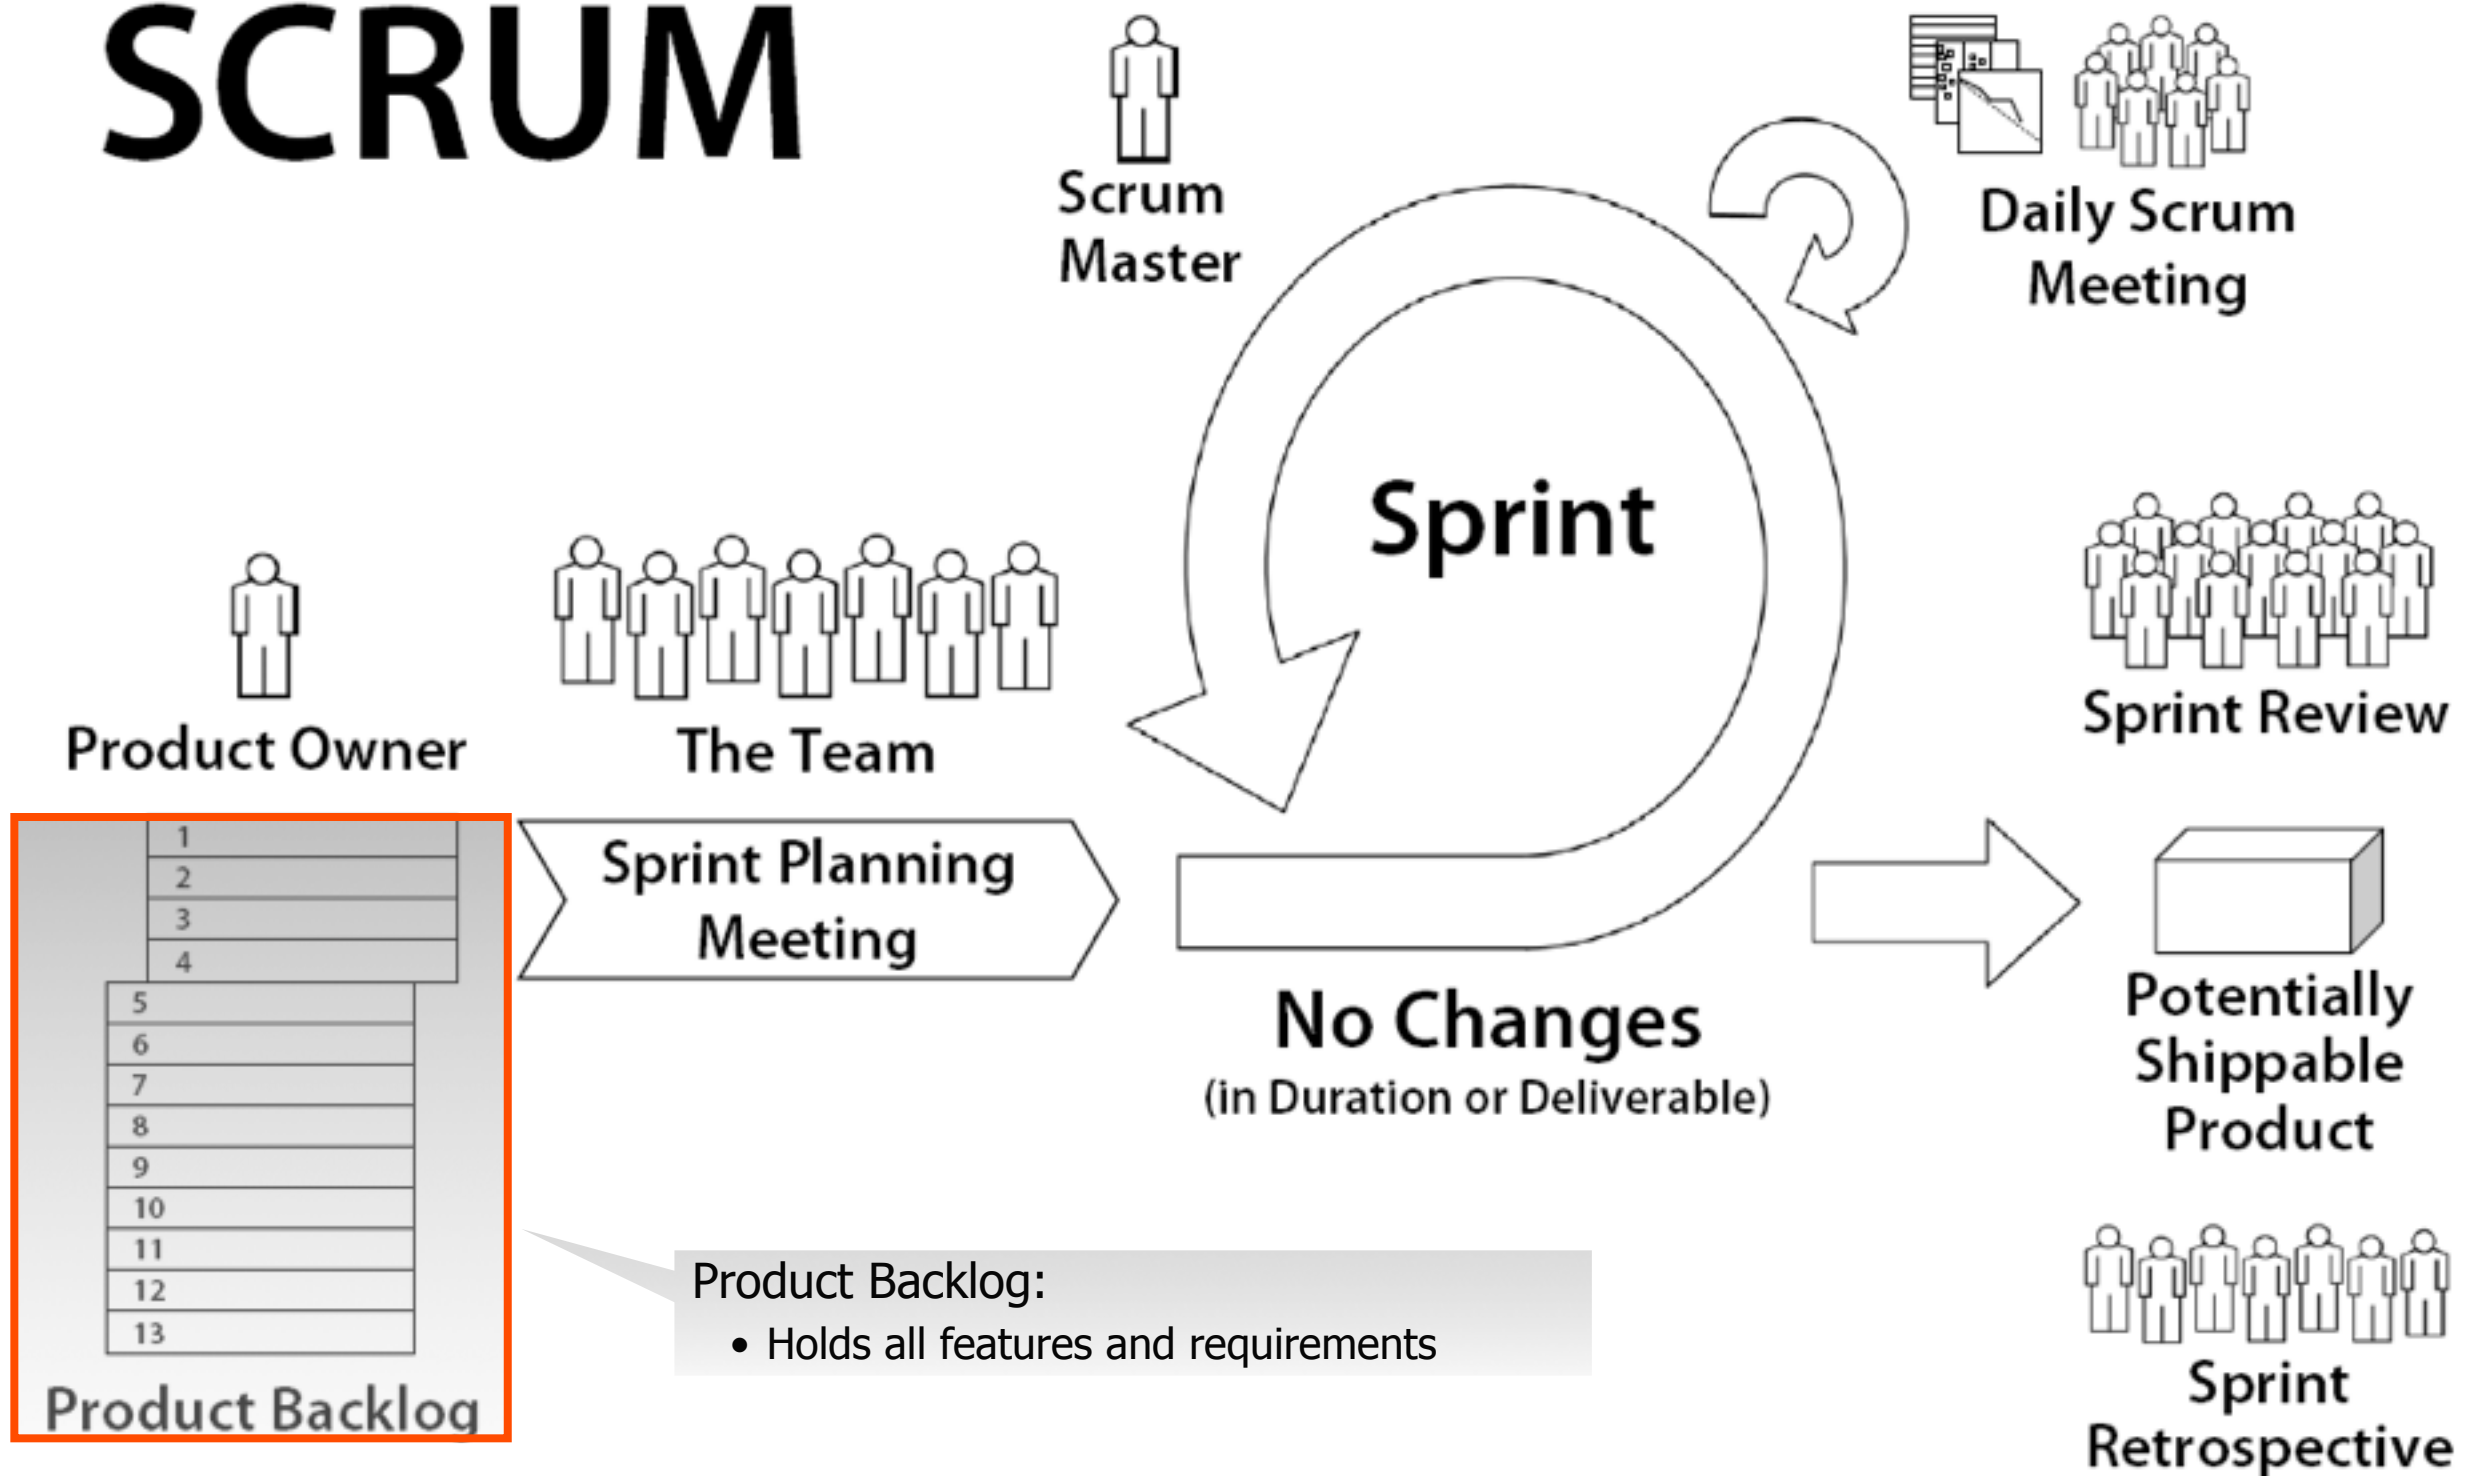 SCRUM
Scrum
Master
Daily Scrum
Meeting
Sprint
Product Owner
The Team
Sprint Review
1
2
3
4
5
6
7
8
9
10
11
12
13
Product Backlog
Sprint Planning
Meeting
No Changes
(in Duration or Deliverable)
Potentially
Shippable
Product
Product Backlog:
• Holds all features and requirements
Sprint
Retrospective